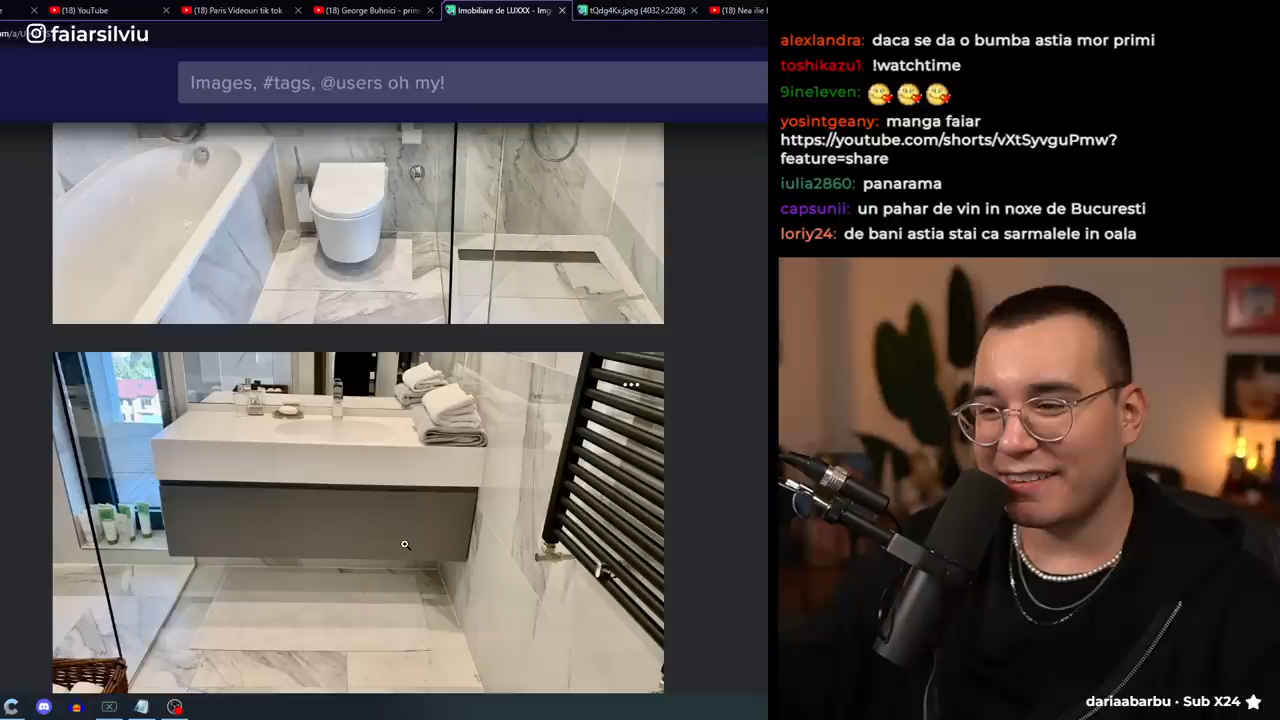 (18) YouTube
(18) Paris Videouri tik tok
(18) George Buhnici - prim
Imobiliare de LUXXX - Img
tQdg4Kx.jpeg (4032×2268)
(18) Nea Ilie
faiarsilviu
Images, #tags, @users oh my!
alexlandra: daca se da o bumba astia mor primi
toshikazu1: !watchtime
9ine1even:
yosintgeany: manga faiar
https://youtube.com/shorts/vXtSyvguPmw?
feature=share
iulia2860: panarama
capsunii: un pahar de vin in noxe de Bucuresti
loriy24: de bani astia stai ca sarmalele in oala
dariaabarbu · Sub X24